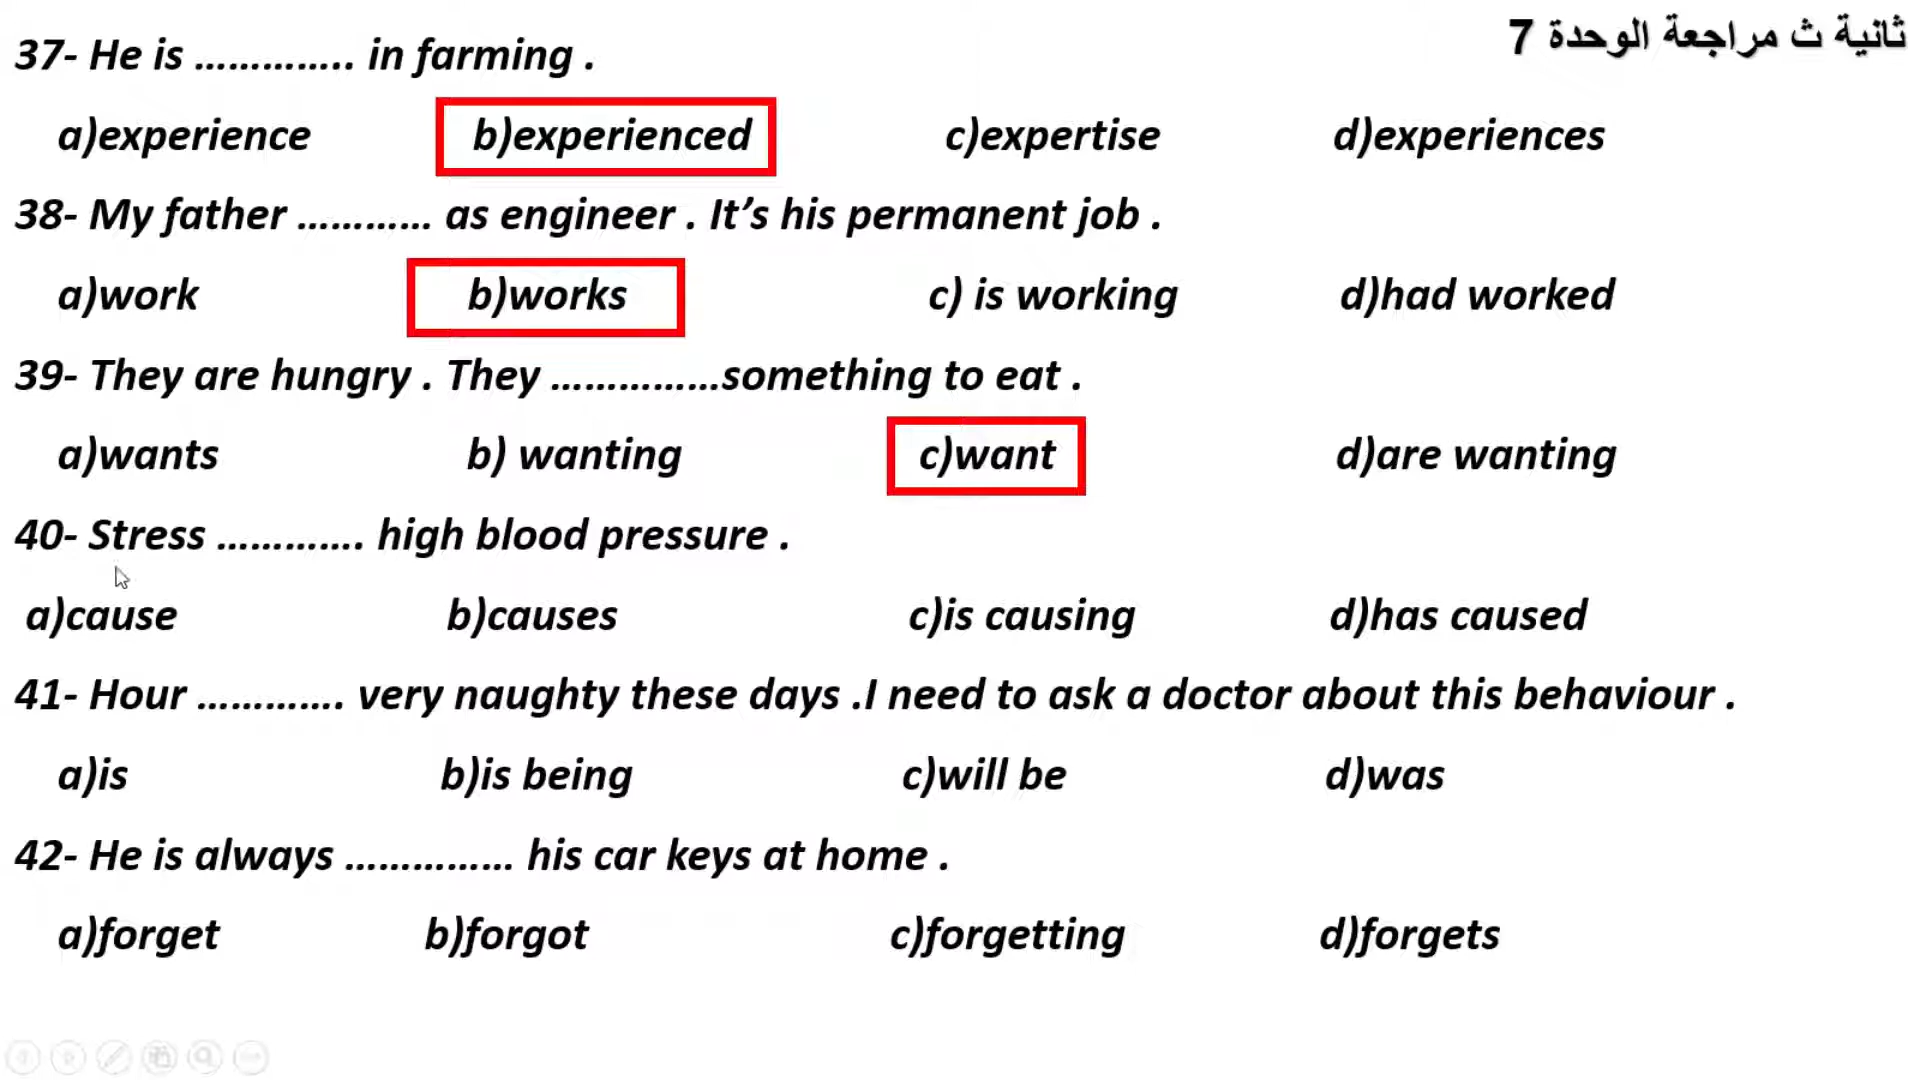 ثانية ث مراجعة الوحدة 7
37- He is ………….. in farming .
a)experience b)experienced c)expertise d)experiences
38- My father ………… as engineer . It’s his permanent job .
a)work b)works c) is working d)had worked
39- They are hungry . They ……………something to eat .
a)wants b) wanting c)want d)are wanting
40- Stress …………. high blood pressure .
a)cause b)causes c)is causing d)has caused
41- Hour …………. very naughty these days .I need to ask a doctor about this behaviour .
a)is b)is being c)will be d)was
42- He is always …………… his car keys at home .
a)forget b)forgot c)forgetting d)forgets